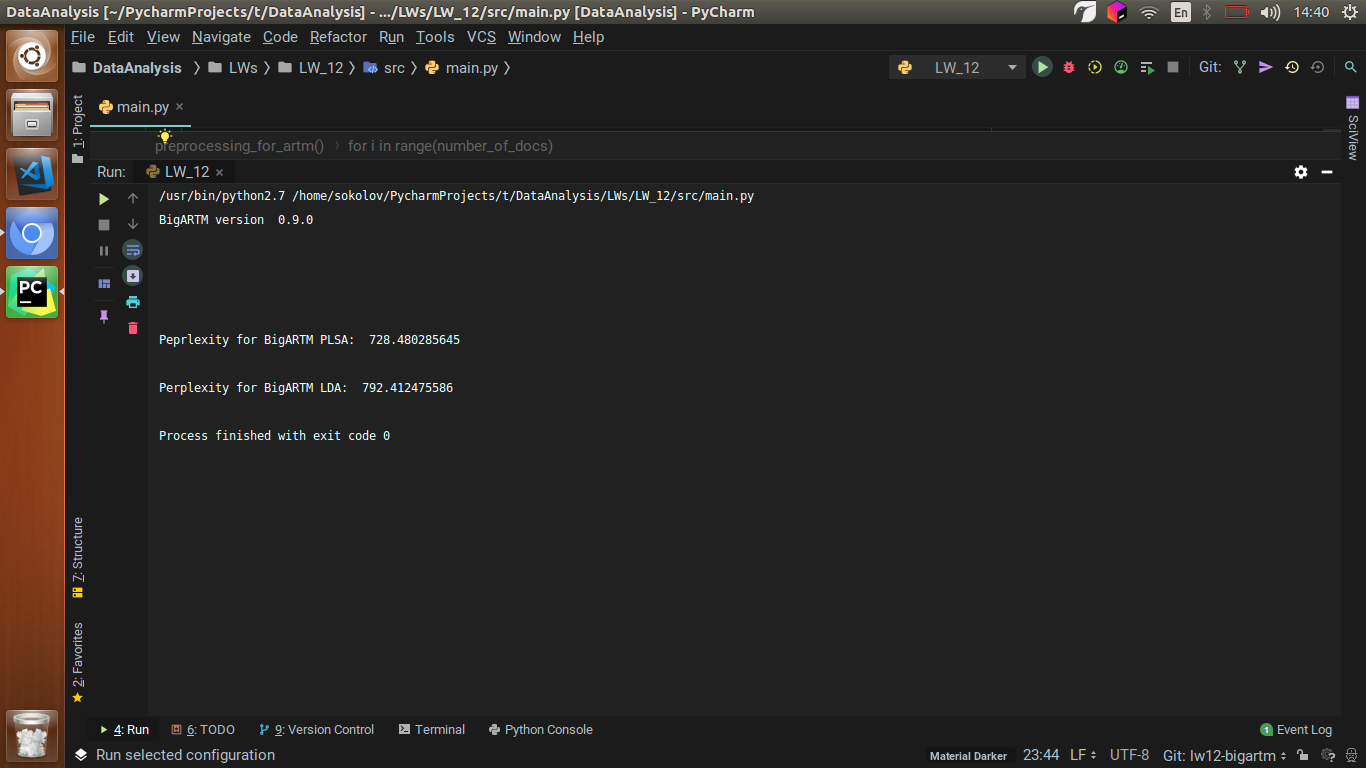 DataAnalysis [~/PycharmProjects/t/DataAnalysis] - .../LWs/LW_12/src/main.py [DataAnalysis] - PyCharm
En
14:40
File Edit View Navigate Code Refactor Run Tools VCS Window Help
DataAnalysis LWs LW_12 src main.py
LW_12
Git:
1: Project
main.py
SciView
preprocessing_for_artm() for i in range(number_of_docs)
Run: LW_12
/usr/bin/python2.7 /home/sokolov/PycharmProjects/t/DataAnalysis/LWs/LW_12/src/main.py
BigARTM version 0.9.0
PC
Peprlexity for BigARTM PLSA: 728.480285645
Perplexity for BigARTM LDA: 792.412475586
Process finished with exit code 0
7: Structure
2: Favorites
4: Run 6: TODO 9: Version Control Terminal Python Console
1 Event Log
Run selected configuration
Material Darker 23:44 LF UTF-8 Git: lw12-bigartm